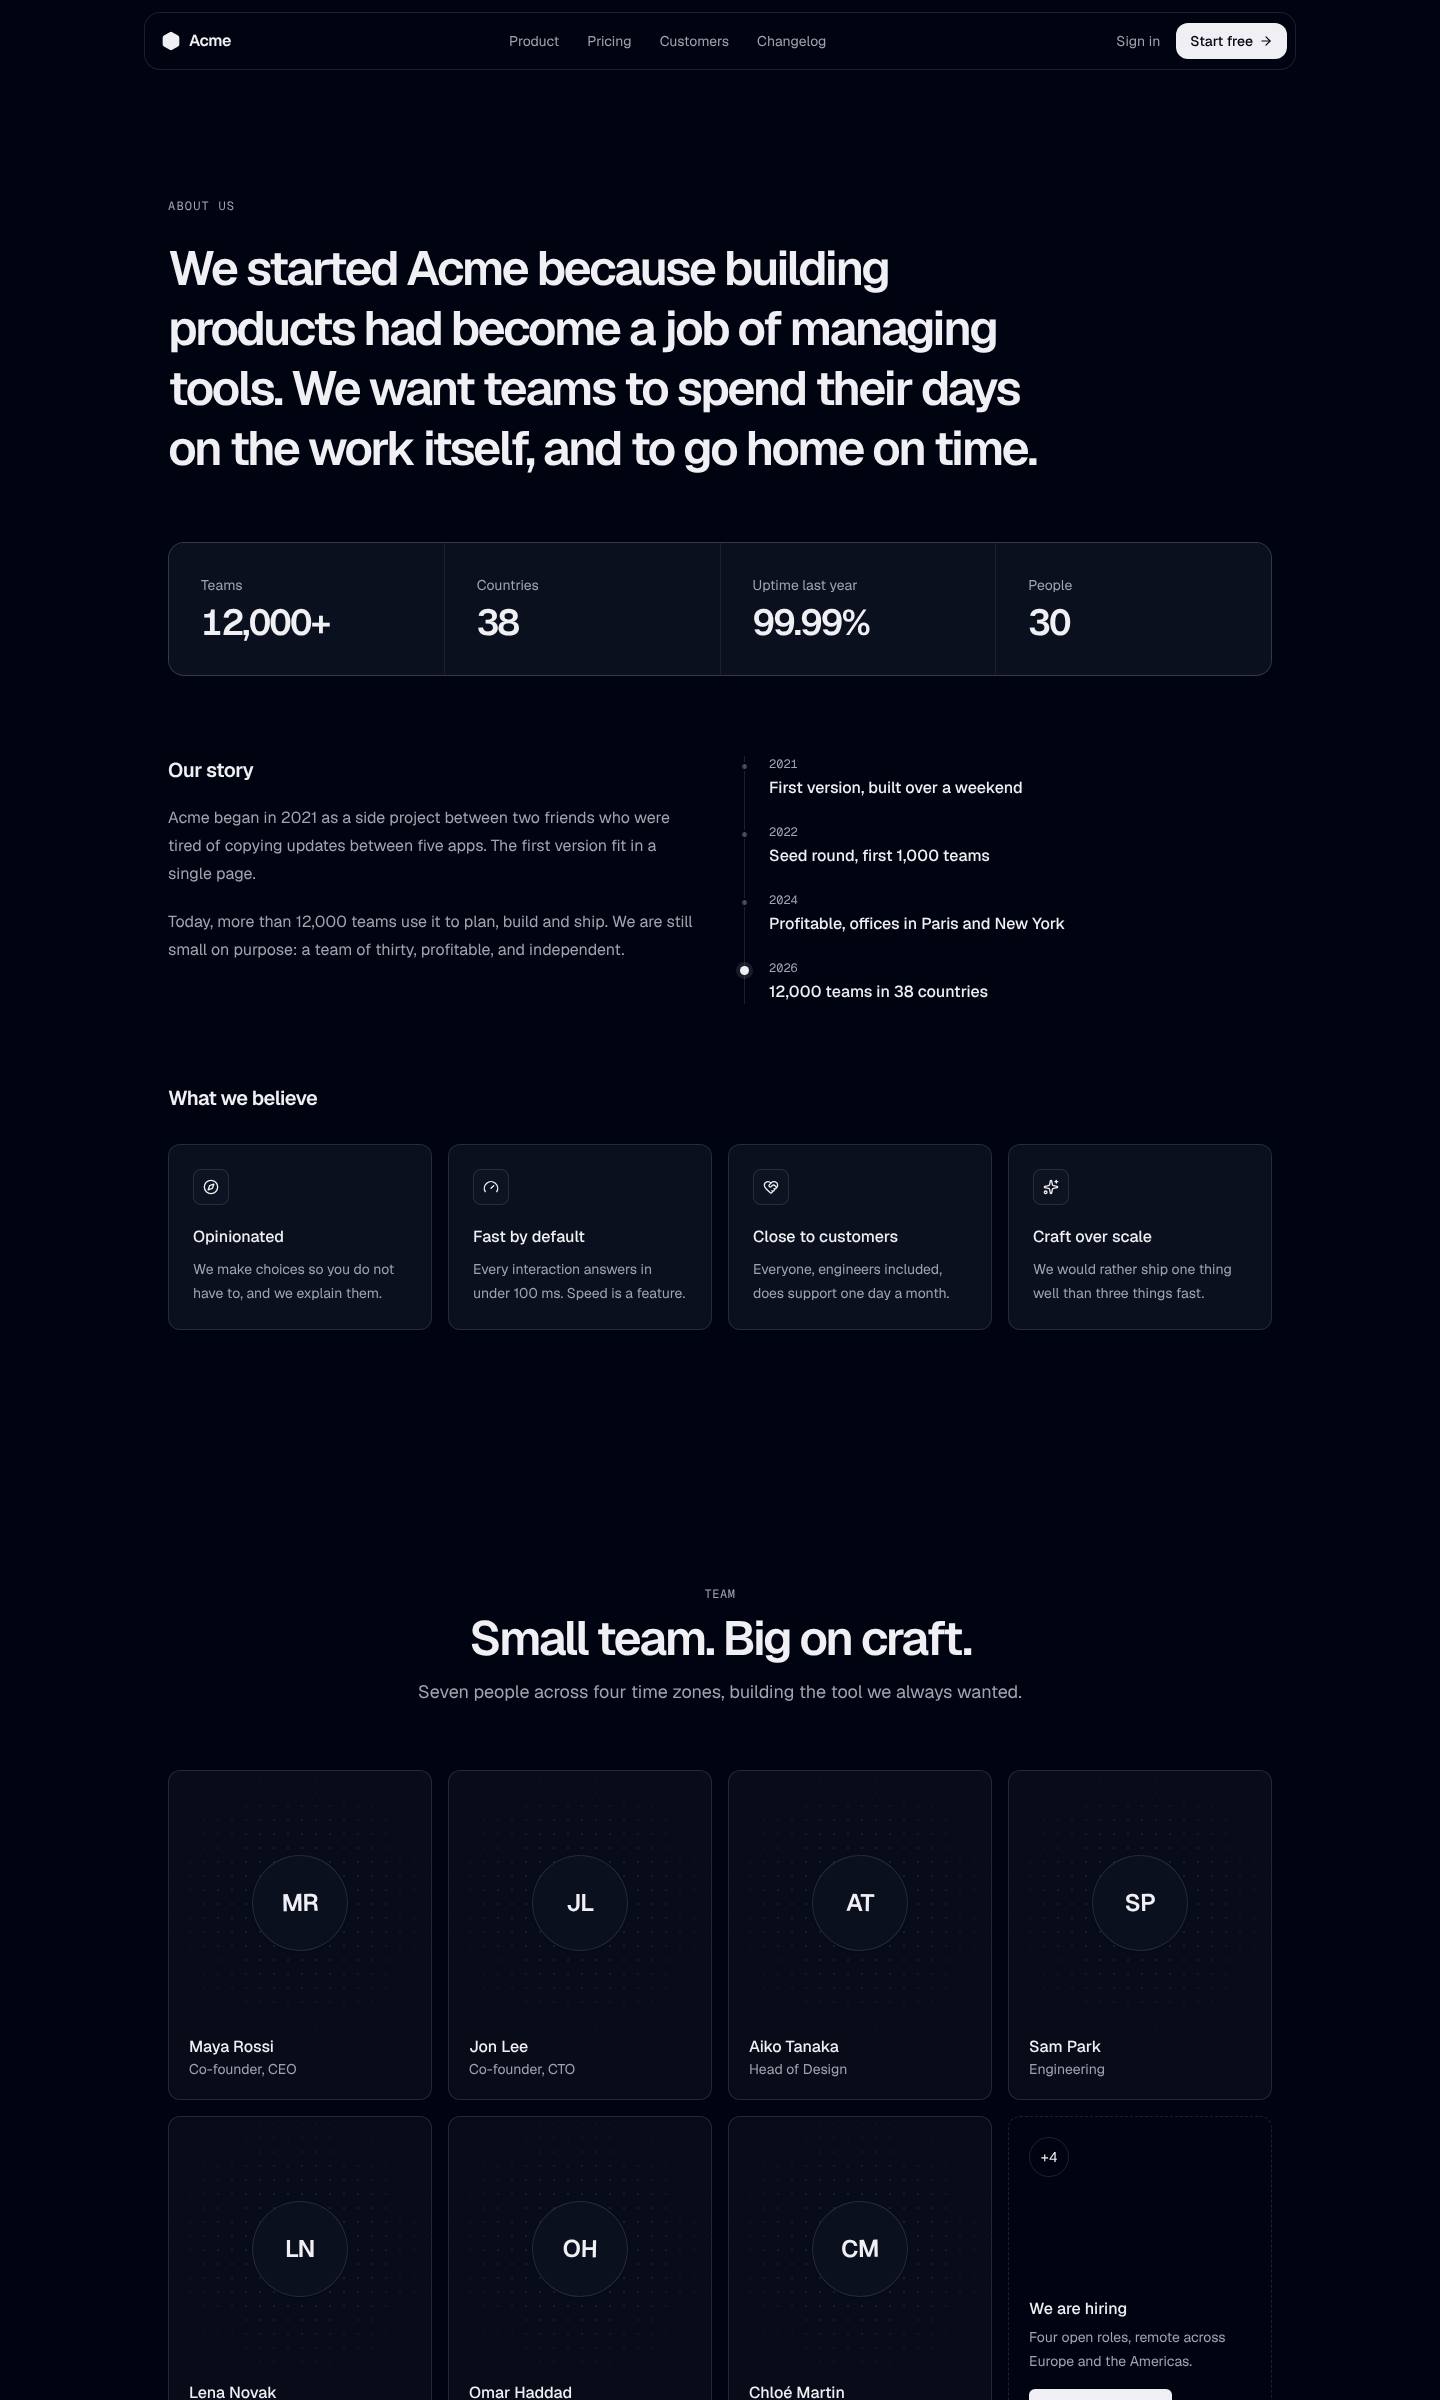 Acme
Product
Pricing
Customers
Changelog
Sign in
Start free
ABOUT US
We started Acme because building
products had become a job of managing
tools. We want teams to spend their days
on the work itself, and to go home on time.
Teams
12,000+
Countries
38
Uptime last year
99.99%
People
30
Our story
Acme began in 2021 as a side project between two friends who were
tired of copying updates between five apps. The first version fit in a
single page.
Today, more than 12,000 teams use it to plan, build and ship. We are still
small on purpose: a team of thirty, profitable, and independent.
2021
First version, built over a weekend
2022
Seed round, first 1,000 teams
2024
Profitable, offices in Paris and New York
2026
12,000 teams in 38 countries
What we believe
Opinionated
We make choices so you do not
have to, and we explain them.
Fast by default
Every interaction answers in
under 100 ms. Speed is a feature.
Close to customers
Everyone, engineers included,
does support one day a month.
Craft over scale
We would rather ship one thing
well than three things fast.
TEAM
Small team. Big on craft.
Seven people across four time zones, building the tool we always wanted.
MR
Maya Rossi
Co-founder, CEO
JL
Jon Lee
Co-founder, CTO
AT
Aiko Tanaka
Head of Design
SP
Sam Park
Engineering
LN
Lena Novak
OH
Omar Haddad
CM
Chloé Martin
+4
We are hiring
Four open roles, remote across
Europe and the Americas.